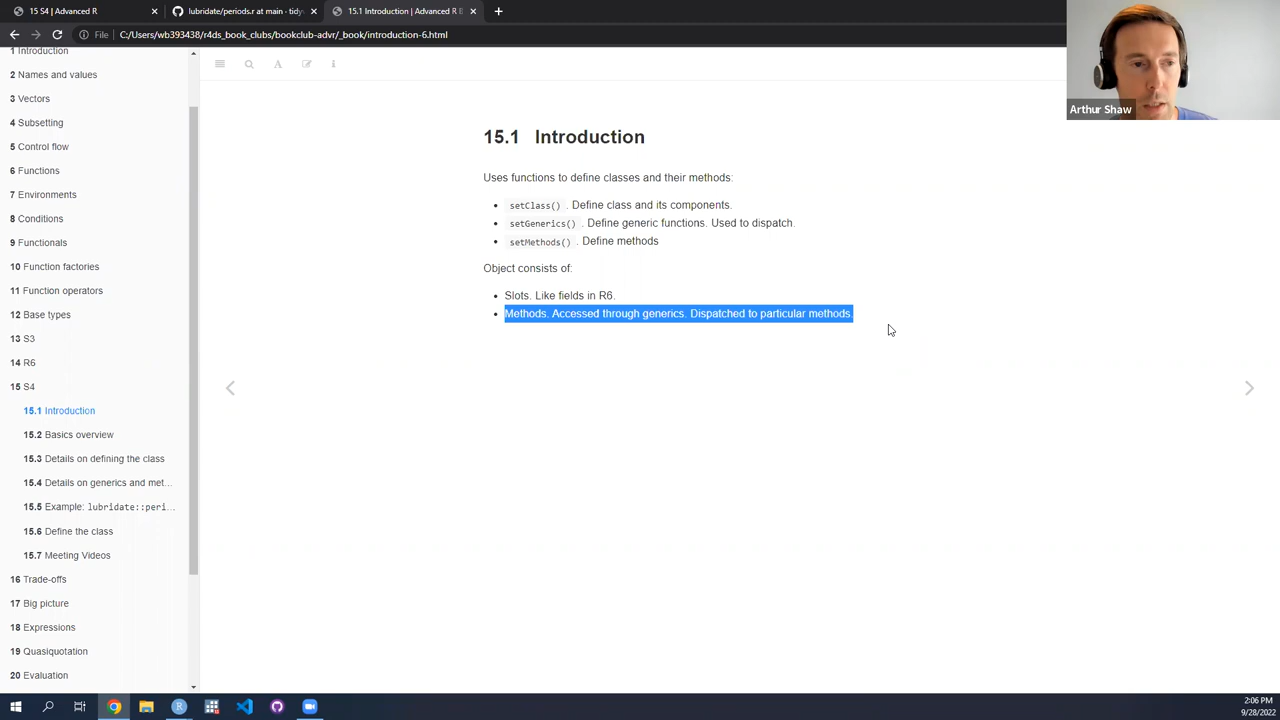 15 S4 | Advanced R
lubridate/periods.r at main · tidyv
15.1 Introduction | Advanced R B
File C:/Users/wb393438/r4ds_book_clubs/bookclub-advr/_book/introduction-6.html
Arthur Shaw
1 Introduction
2 Names and values
3 Vectors
4 Subsetting
5 Control flow
6 Functions
7 Environments
8 Conditions
9 Functionals
10 Function factories
11 Function operators
12 Base types
13 S3
14 R6
15 S4
15.1 Introduction
15.2 Basics overview
15.3 Details on defining the class
15.4 Details on generics and met...
15.5 Example: lubridate::peri...
15.6 Define the class
15.7 Meeting Videos
16 Trade-offs
17 Big picture
18 Expressions
19 Quasiquotation
20 Evaluation
15.1 Introduction
Uses functions to define classes and their methods:
setClass() . Define class and its components.
setGenerics() . Define generic functions. Used to dispatch.
setMethods() . Define methods
Object consists of:
Slots. Like fields in R6.
Methods. Accessed through generics. Dispatched to particular methods.
2:06 PM
9/28/2022